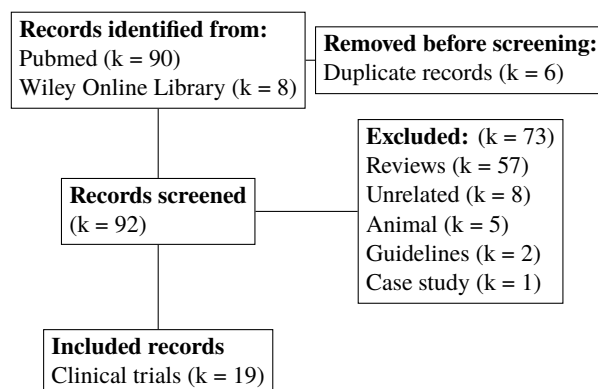 Records identified from:
Pubmed (k = 90)
Wiley Online Library (k = 8)
Removed before screening:
Duplicate records (k = 6)
Records screened
(k = 92)
Excluded: (k = 73)
Reviews (k = 57)
Unrelated (k = 8)
Animal (k = 5)
Guidelines (k = 2)
Case study (k = 1)
Included records
Clinical trials (k = 19)